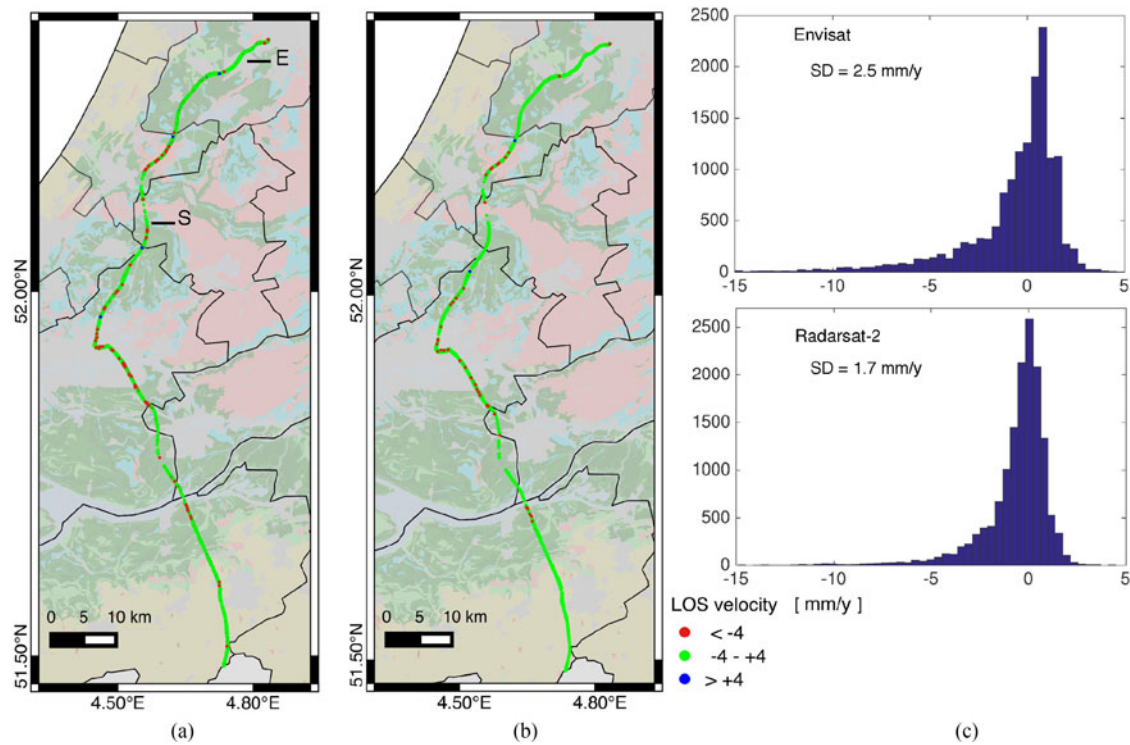 E
S
52.00°N
51.50°N
0 5 10 km
4.50°E 4.80°E
(a)
52.00°N
51.50°N
0 5 10 km
4.50°E 4.80°E
(b)
2500
2000
1500
1000
500
0
Envisat
SD = 2.5 mm/y
-15 -10 -5 0 5
2500
2000
1500
1000
500
0
Radarsat-2
SD = 1.7 mm/y
-15 -10 -5 0 5
LOS velocity [ mm/y ]
< -4
-4 - +4
> +4
(c)